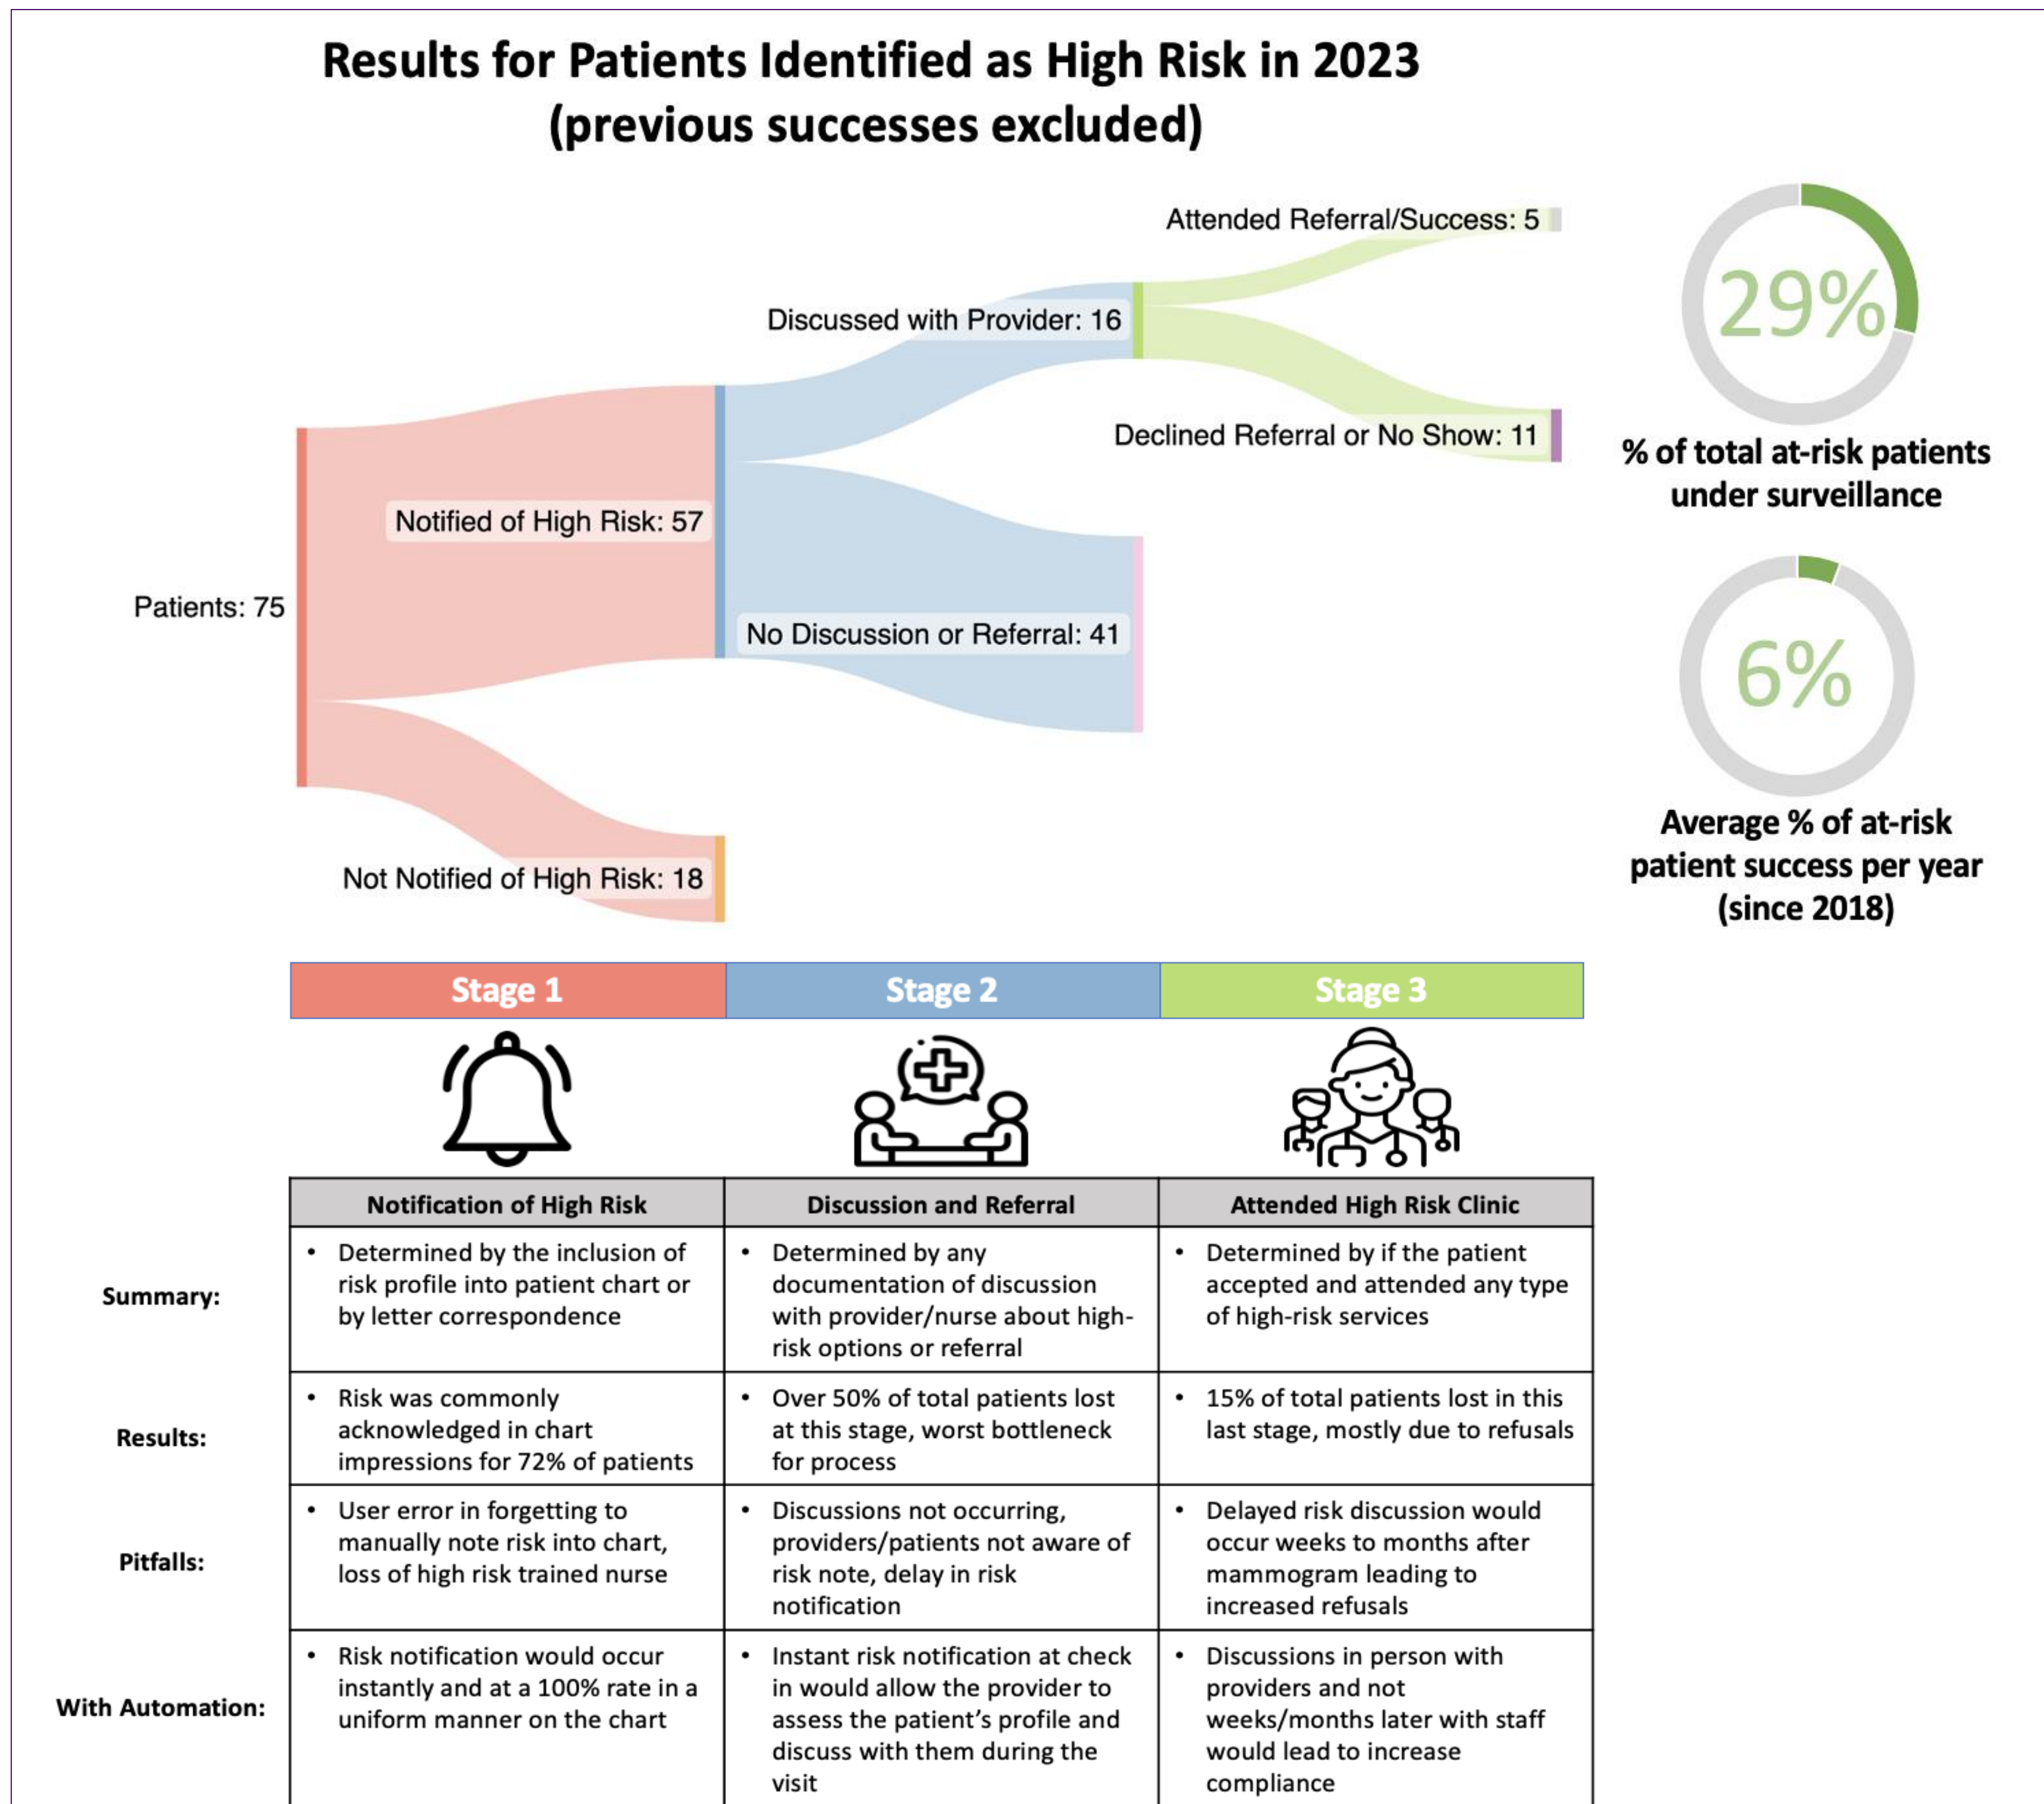 Results for Patients Identified as High Risk in 2023
(previous successes excluded)
Attended Referral/Success: 5
Discussed with Provider: 16
Declined Referral or No Show: 11
Notified of High Risk: 57
Patients: 75
No Discussion or Referral: 41
Not Notified of High Risk: 18
29%
% of total at-risk patients
under surveillance
6%
Average % of at-risk
patient success per year
(since 2018)
Stage 1
Stage 2
Stage 3
Notification of High Risk
Discussion and Referral
Attended High Risk Clinic
Summary:
• Determined by the inclusion of
risk profile into patient chart or
by letter correspondence
• Determined by any
documentation of discussion
with provider/nurse about high-
risk options or referral
• Determined by if the patient
accepted and attended any type
of high-risk services
Results:
• Risk was commonly
acknowledged in chart
impressions for 72% of patients
• Over 50% of total patients lost
at this stage, worst bottleneck
for process
• 15% of total patients lost in this
last stage, mostly due to refusals
Pitfalls:
• User error in forgetting to
manually note risk into chart,
loss of high risk trained nurse
• Discussions not occurring,
providers/patients not aware of
risk note, delay in risk
notification
• Delayed risk discussion would
occur weeks to months after
mammogram leading to
increased refusals
With Automation:
• Risk notification would occur
instantly and at a 100% rate in a
uniform manner on the chart
• Instant risk notification at check
in would allow the provider to
assess the patient's profile and
discuss with them during the
visit
• Discussions in person with
providers and not
weeks/months later with staff
would lead to increase
compliance